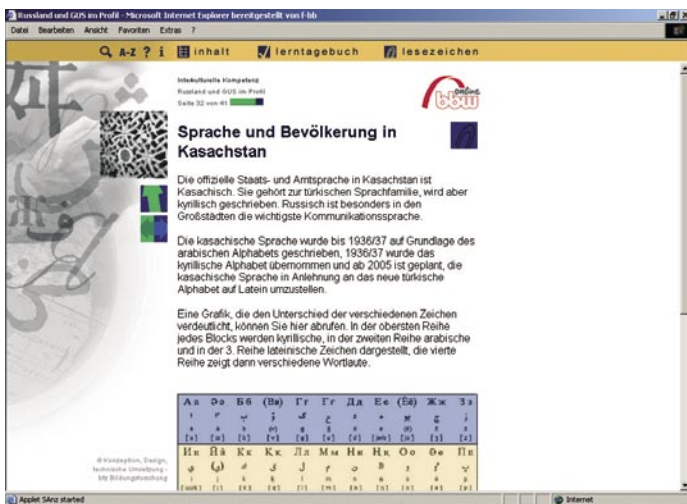 Russland und GUS im Profil - Microsoft Internet Explorer bereitgestellt von f-bb
Datei Bearbeiten Ansicht Favoriten Extras ?
A-Z ? i inhalt lerntagebuch lesezeichen
Interkulturelle Kompetenz
Russland und GUS im Profil
Seite 32 von 41
online
bbw
Sprache und Bevölkerung in
Kasachstan
Die offizielle Staats- und Amtsprache in Kasachstan ist
Kasachisch. Sie gehört zur türkischen Sprachfamilie, wird aber
kyrillisch geschrieben. Russisch ist besonders in den
Großstädten die wichtigste Kommunikationssprache.
Die kasachische Sprache wurde bis 1936/37 auf Grundlage des
arabischen Alphabets geschrieben, 1936/37 wurde das
kyrillische Alphabet übernommen und ab 2005 ist geplant, die
kasachische Sprache in Anlehnung an das neue türkische
Alphabet auf Latein umzustellen.
Eine Grafik, die den Unterschied der verschiedenen Zeichen
verdeutlicht, können Sie hier abrufen. In der obersten Reihe
jedes Blocks werden kyrillische, in der zweiten Reihe arabische
und in der 3. Reihe lateinische Zeichen dargestellt, die vierte
Reihe zeigt dann verschiedene Wortlaute.
Аа Әә Бб (Вв) Гг Ғғ Дд Ее (Ёё) Жж Зз
Ии Йй Кк Ққ Лл Мм Нн Ңң Оо Өө Пп
© Konzeption, Design,
technische Umsetzung -
bfz Bildungsforschung
Applet SAnz started
Internet